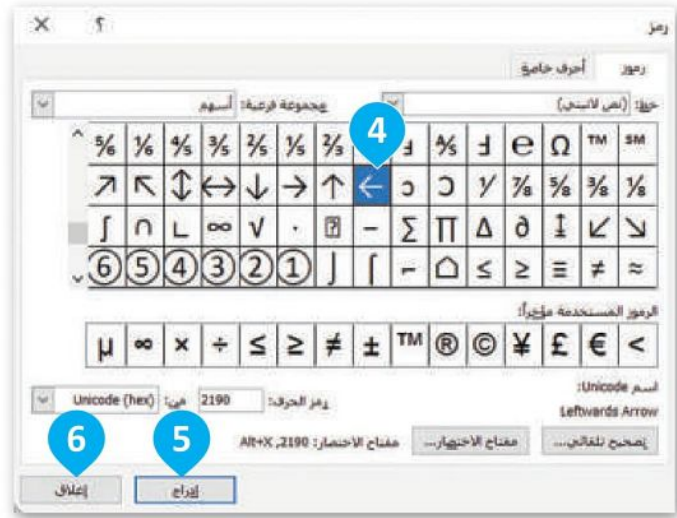 رمز ؟ ×
رموز أحرف خاصة
خط: (نص لاتيني) مجموعة فرعية: أسهم
4
℠ ™ Ω ℮ Ⅎ ⅍ ⅎ ⅔ ⅕ ⅖ ⅗ ⅘ ⅙ ⅚
⅛ ⅜ ⅝ ⅞ ⅟ Ↄ ↄ ← ↑ → ↓ ↔ ↕ ↖ ↗
↘ ↙ ↨ ∂ ∆ ∏ ∑ − ⍰ ∙ √ ∞ ∟ ∩ ∫
≈ ≠ ≡ ≥ ≤ ⌂ ⌐ ⌠ ⌡ ① ② ③ ④ ⑤ ⑥
الرموز المستخدمة مؤخراً:
< € £ ¥ © ® ™ ± ≠ ≥ ≤ ÷ × ∞ µ
اسم Unicode:
Leftwards Arrow
رمز الحرف: 2190 من: Unicode (hex)
تصحيح تلقائي... مفتاح الاختصار... مفتاح الاختصار: 2190, Alt+X
5 6
إدراج إغلاق